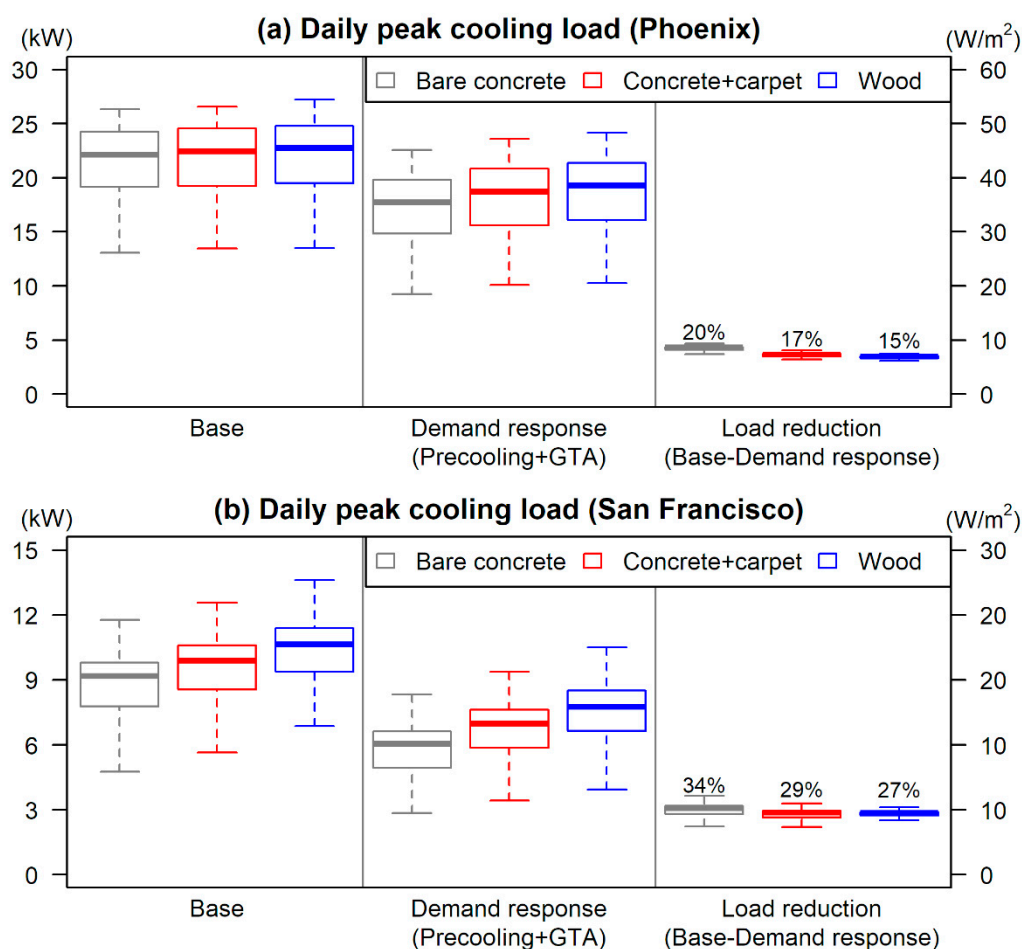 (a) Daily peak cooling load (Phoenix)
(kW)
(W/m²)
Bare concrete Concrete+carpet Wood
30
25
20
15
10
5
0
60
50
40
30
20
10
0
20% 17% 15%
Base
Demand response
(Precooling+GTA)
Load reduction
(Base-Demand response)
(b) Daily peak cooling load (San Francisco)
(kW)
(W/m²)
Bare concrete Concrete+carpet Wood
15
12
9
6
3
0
30
20
20
10
10
0
34% 29% 27%
Base
Demand response
(Precooling+GTA)
Load reduction
(Base-Demand response)